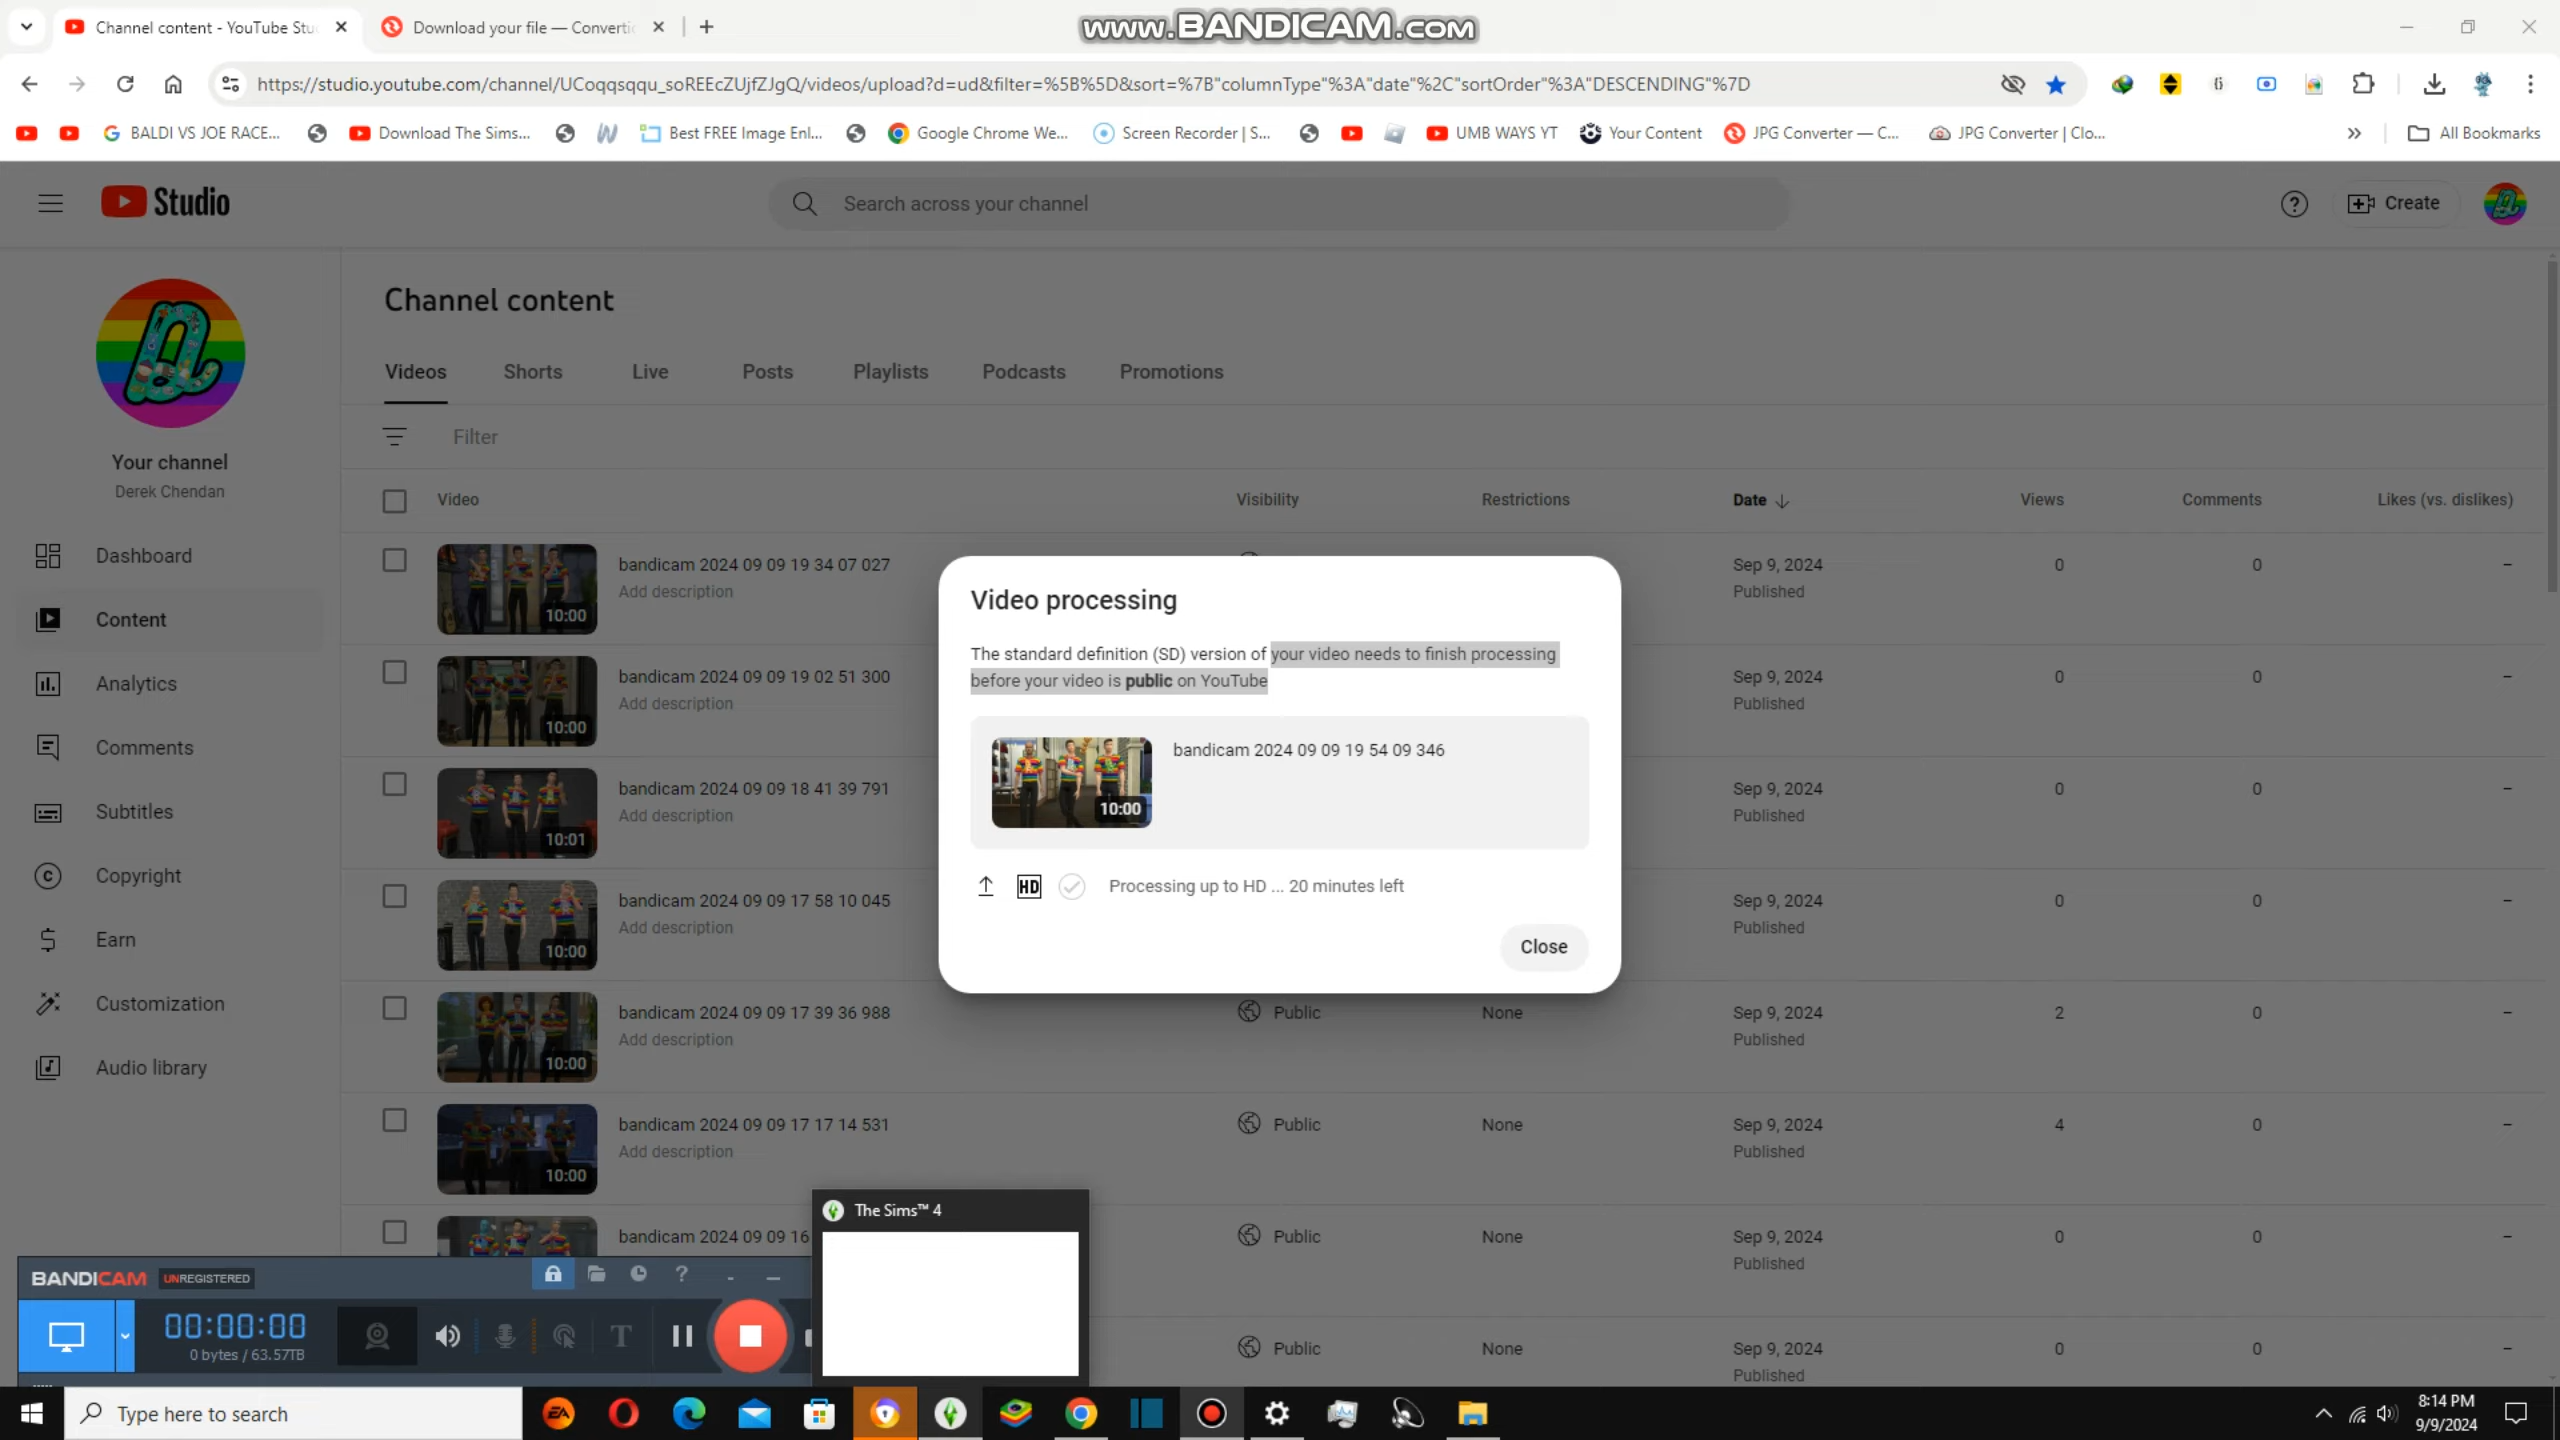 Channel content - YouTube Stu
Download your file — Converti
www.BANDICAM.com
https://studio.youtube.com/channel/UCoqqsqqu_soREEcZUjfZJgQ/videos/upload?d=ud&filter=%5B%5D&sort=%7B"columnType"%3A"date"%2C"sortOrder"%3A"DESCENDING"%7D
BALDI VS JOE RACE...
Download The Sims...
Best FREE Image Enl...
Google Chrome We...
Screen Recorder | S...
UMB WAYS YT
Your Content
JPG Converter — C...
JPG Converter | Clo...
All Bookmarks
Studio
Search across your channel
Create
Your channel
Derek Chendan
Dashboard
Content
Analytics
Comments
Subtitles
Copyright
Earn
Customization
Audio library
Channel content
Videos Shorts Live Posts Playlists Podcasts Promotions
Filter
Video Visibility Restrictions Date Views Comments Likes (vs. dislikes)
bandicam 2024 09 09 19 34 07 027 Sep 9, 2024 0 0 –
10:00 Add description Published
bandicam 2024 09 09 19 02 51 300 Sep 9, 2024 0 0 –
10:00 Add description Published
bandicam 2024 09 09 18 41 39 791 Sep 9, 2024 0 0 –
10:01 Add description Published
bandicam 2024 09 09 17 58 10 045 Sep 9, 2024 0 0 –
10:00 Add description Published
bandicam 2024 09 09 17 39 36 988 Public None Sep 9, 2024 2 0 –
10:00 Add description Published
bandicam 2024 09 09 17 17 14 531 Public None Sep 9, 2024 4 0 –
10:00 Add description Published
bandicam 2024 09 09 16 Public None Sep 9, 2024 0 0 –
Published
Public None Sep 9, 2024 0 0 –
Published
Video processing
The standard definition (SD) version of your video needs to finish processing
before your video is public on YouTube
bandicam 2024 09 09 19 54 09 346
10:00
HD Processing up to HD ... 20 minutes left
Close
The Sims™ 4
BANDICAM UNREGISTERED
00:00:00
0 bytes / 63.57TB
Type here to search
EA
8:14 PM
9/9/2024